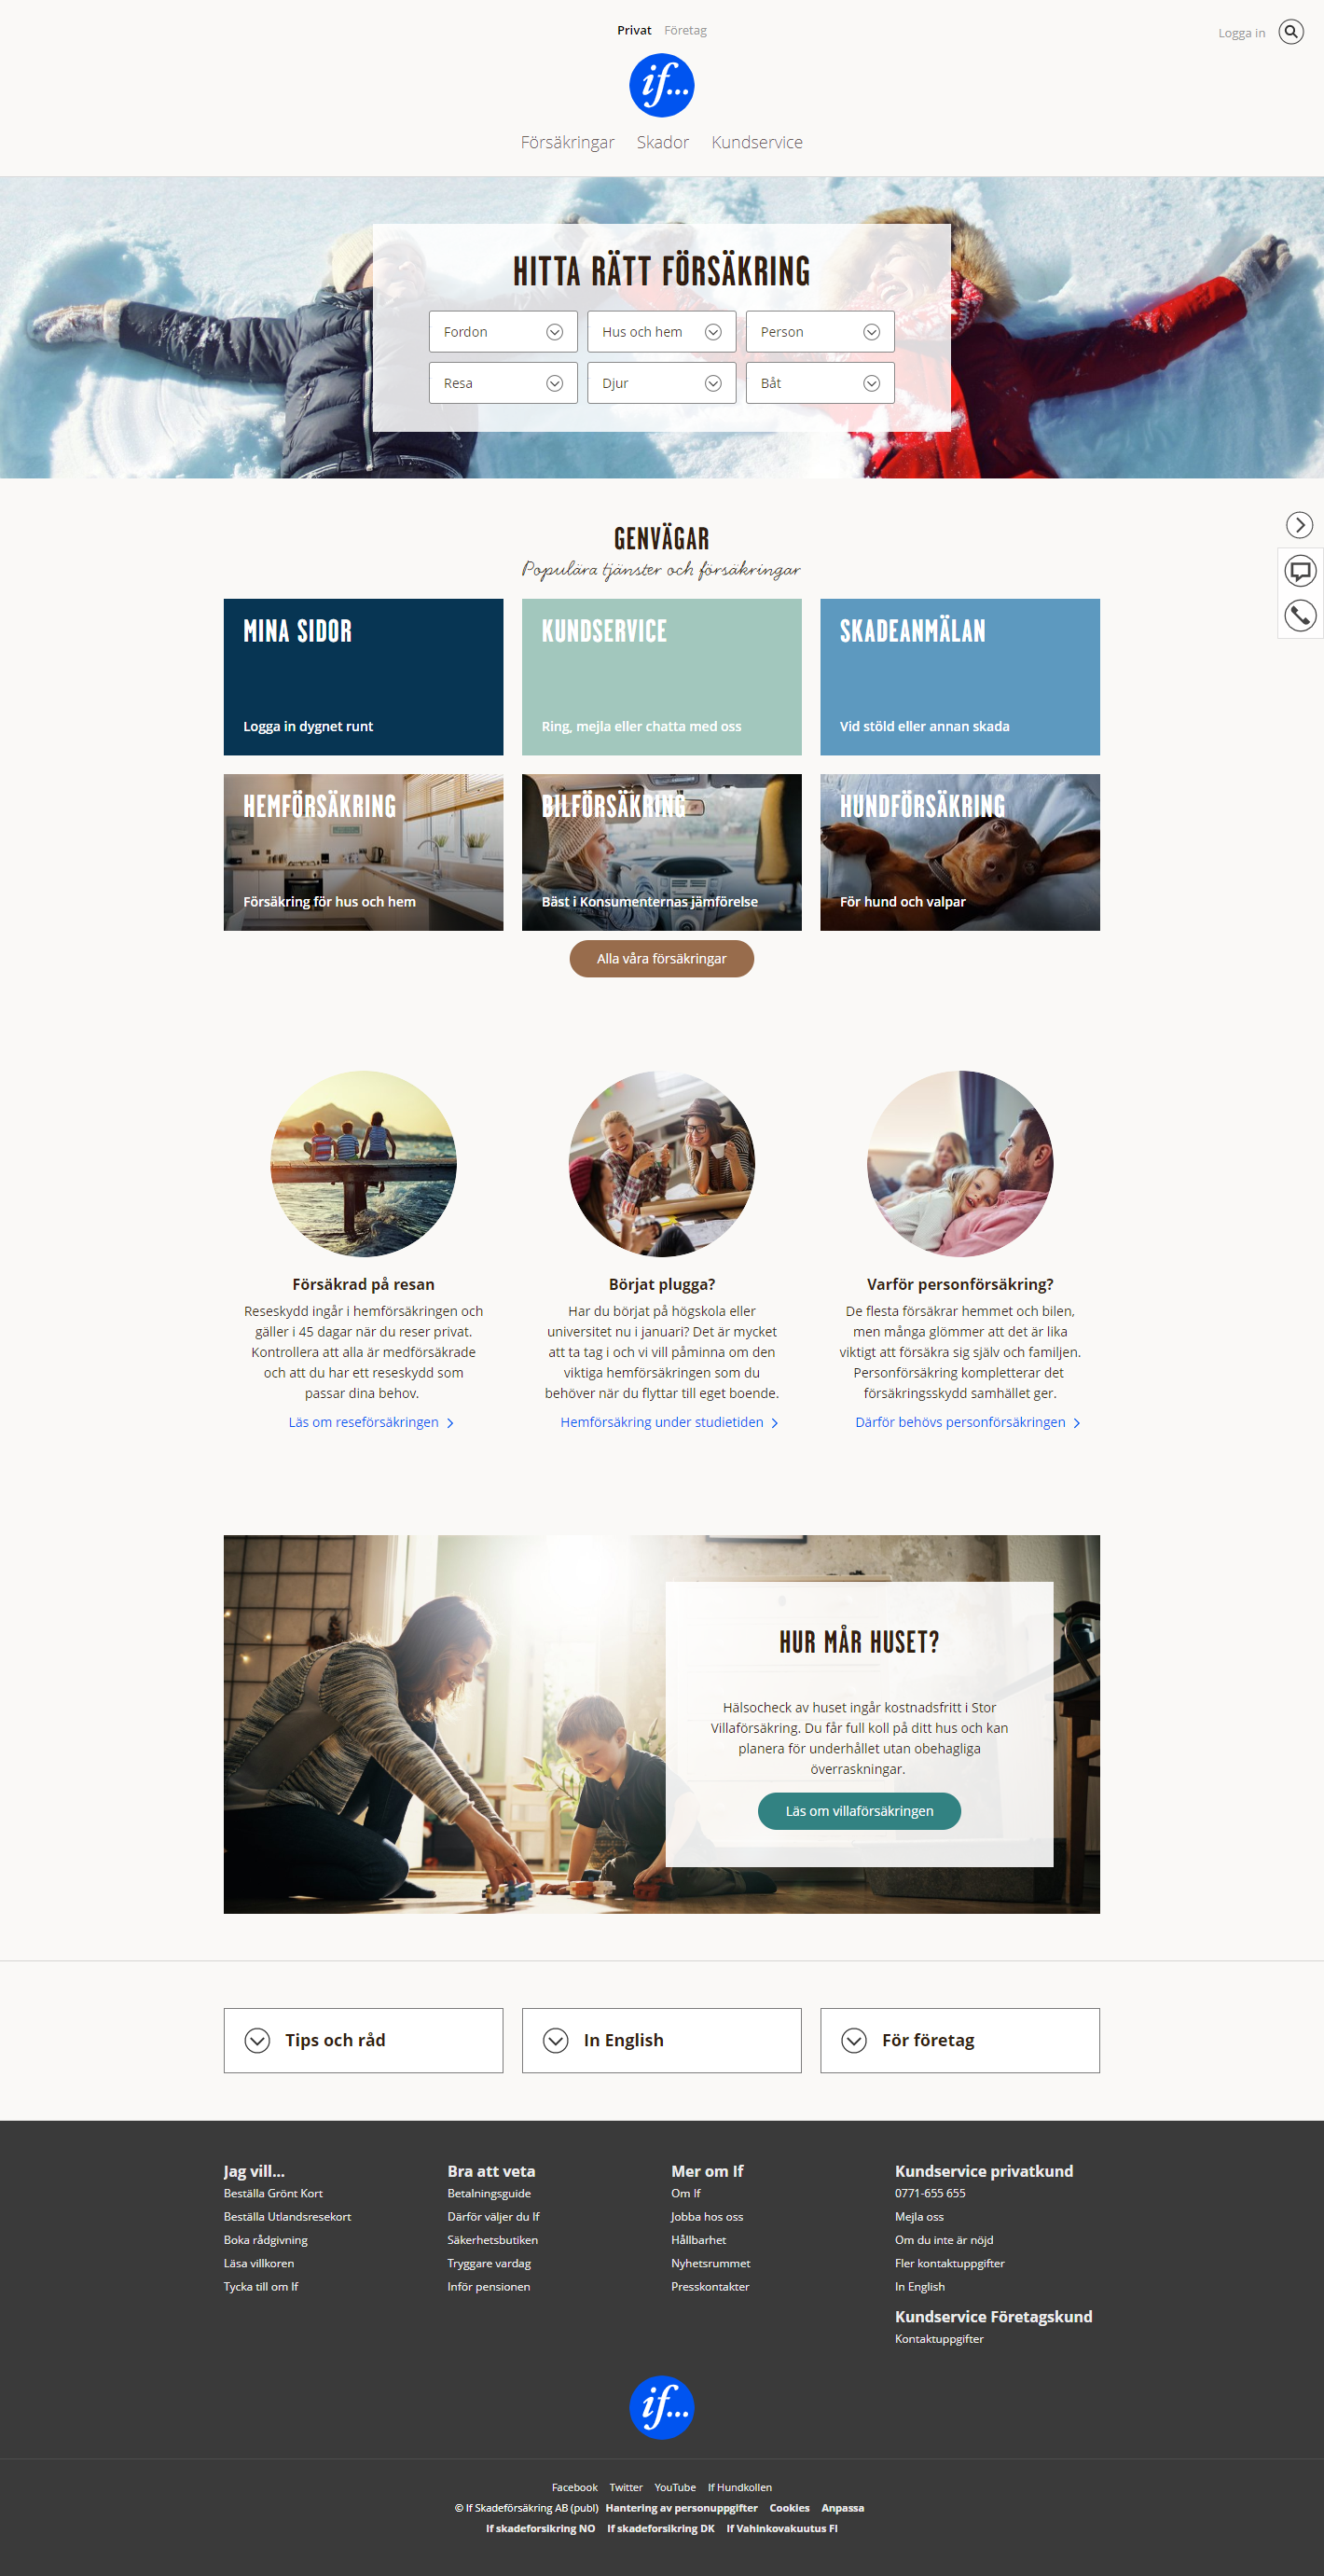 Privat Företag
Logga in
if...
Försäkringar Skador Kundservice
HITTA RÄTT FÖRSÄKRING
Fordon Hus och hem Person
Resa Djur Båt
GENVÄGAR
Populära tjänster och försäkringar
MINA SIDOR
Logga in dygnet runt
KUNDSERVICE
Ring, mejla eller chatta med oss
SKADEANMÄLAN
Vid stöld eller annan skada
HEMFÖRSÄKRING
Försäkring för hus och hem
BILFÖRSÄKRING
Bäst i Konsumenternas jämförelse
HUNDFÖRSÄKRING
För hund och valpar
Alla våra försäkringar
Försäkrad på resan
Reseskydd ingår i hemförsäkringen och
gäller i 45 dagar när du reser privat.
Kontrollera att alla är medförsäkrade
och att du har ett reseskydd som
passar dina behov.
Läs om reseförsäkringen
Börjat plugga?
Har du börjat på högskola eller
universitet nu i januari? Det är mycket
att ta tag i och vi vill påminna om den
viktiga hemförsäkringen som du
behöver när du flyttar till eget boende.
Hemförsäkring under studietiden
Varför personförsäkring?
De flesta försäkrar hemmet och bilen,
men många glömmer att det är lika
viktigt att försäkra sig själv och familjen.
Personförsäkring kompletterar det
försäkringsskydd samhället ger.
Därför behövs personförsäkringen
HUR MÅR HUSET?
Hälsocheck av huset ingår kostnadsfritt i Stor
Villaförsäkring. Du får full koll på ditt hus och kan
planera för underhållet utan obehagliga
överraskningar.
Läs om villaförsäkringen
Tips och råd
In English
För företag
Jag vill...
Beställa Grönt Kort
Beställa Utlandsresekort
Boka rådgivning
Läsa villkoren
Tycka till om If
Bra att veta
Betalningsguide
Därför väljer du If
Säkerhetsbutiken
Tryggare vardag
Inför pensionen
Mer om If
Om If
Jobba hos oss
Hållbarhet
Nyhetsrummet
Presskontakter
Kundservice privatkund
0771-655 655
Mejla oss
Om du inte är nöjd
Fler kontaktuppgifter
In English
Kundservice Företagskund
Kontaktuppgifter
if...
Facebook Twitter YouTube If Hundkollen
© If Skadeförsäkring AB (publ) Hantering av personuppgifter Cookies Anpassa
If skadeforsikring NO If skadeforsikring DK If Vahinkovakuutus FI